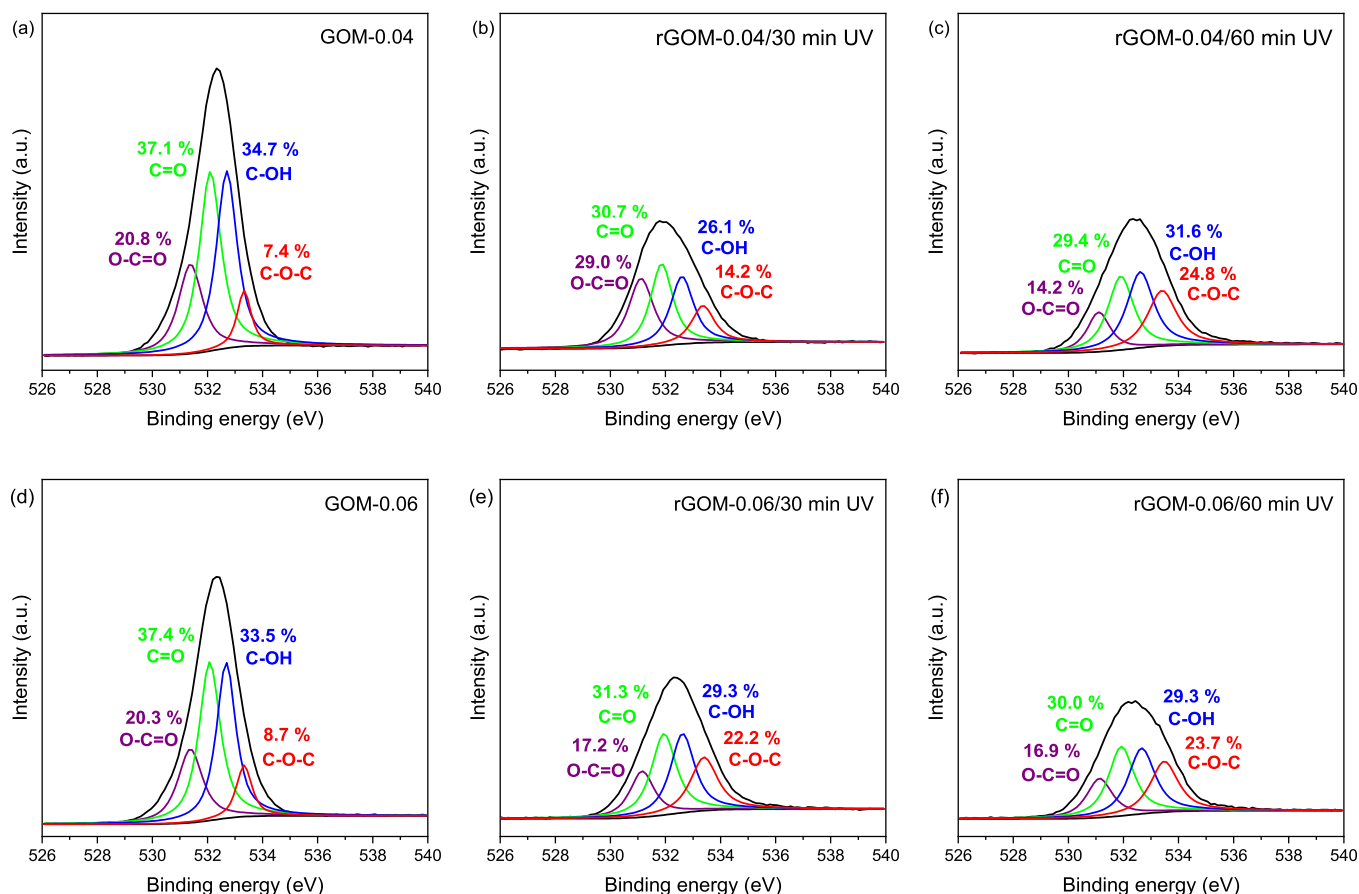 (a)
GOM-0.04
37.1 %
C=O
34.7 %
C-OH
20.8 %
O-C=O
7.4 %
C-O-C
Intensity (a.u.)
526 528 530 532 534 536 538 540
Binding energy (eV)
(b)
rGOM-0.04/30 min UV
30.7 %
C=O
26.1 %
C-OH
29.0 %
O-C=O
14.2 %
C-O-C
Intensity (a.u.)
526 528 530 532 534 536 538 540
Binding energy (eV)
(c)
rGOM-0.04/60 min UV
29.4 %
C=O
31.6 %
C-OH
14.2 %
O-C=O
24.8 %
C-O-C
Intensity (a.u.)
526 528 530 532 534 536 538 540
Binding energy (eV)
(d)
GOM-0.06
37.4 %
C=O
33.5 %
C-OH
20.3 %
O-C=O
8.7 %
C-O-C
Intensity (a.u.)
526 528 530 532 534 536 538 540
Binding energy (eV)
(e)
rGOM-0.06/30 min UV
31.3 %
C=O
29.3 %
C-OH
17.2 %
O-C=O
22.2 %
C-O-C
Intensity (a.u.)
526 528 530 532 534 536 538 540
Binding energy (eV)
(f)
rGOM-0.06/60 min UV
30.0 %
C=O
29.3 %
C-OH
16.9 %
O-C=O
23.7 %
C-O-C
Intensity (a.u.)
526 528 530 532 534 536 538 540
Binding energy (eV)